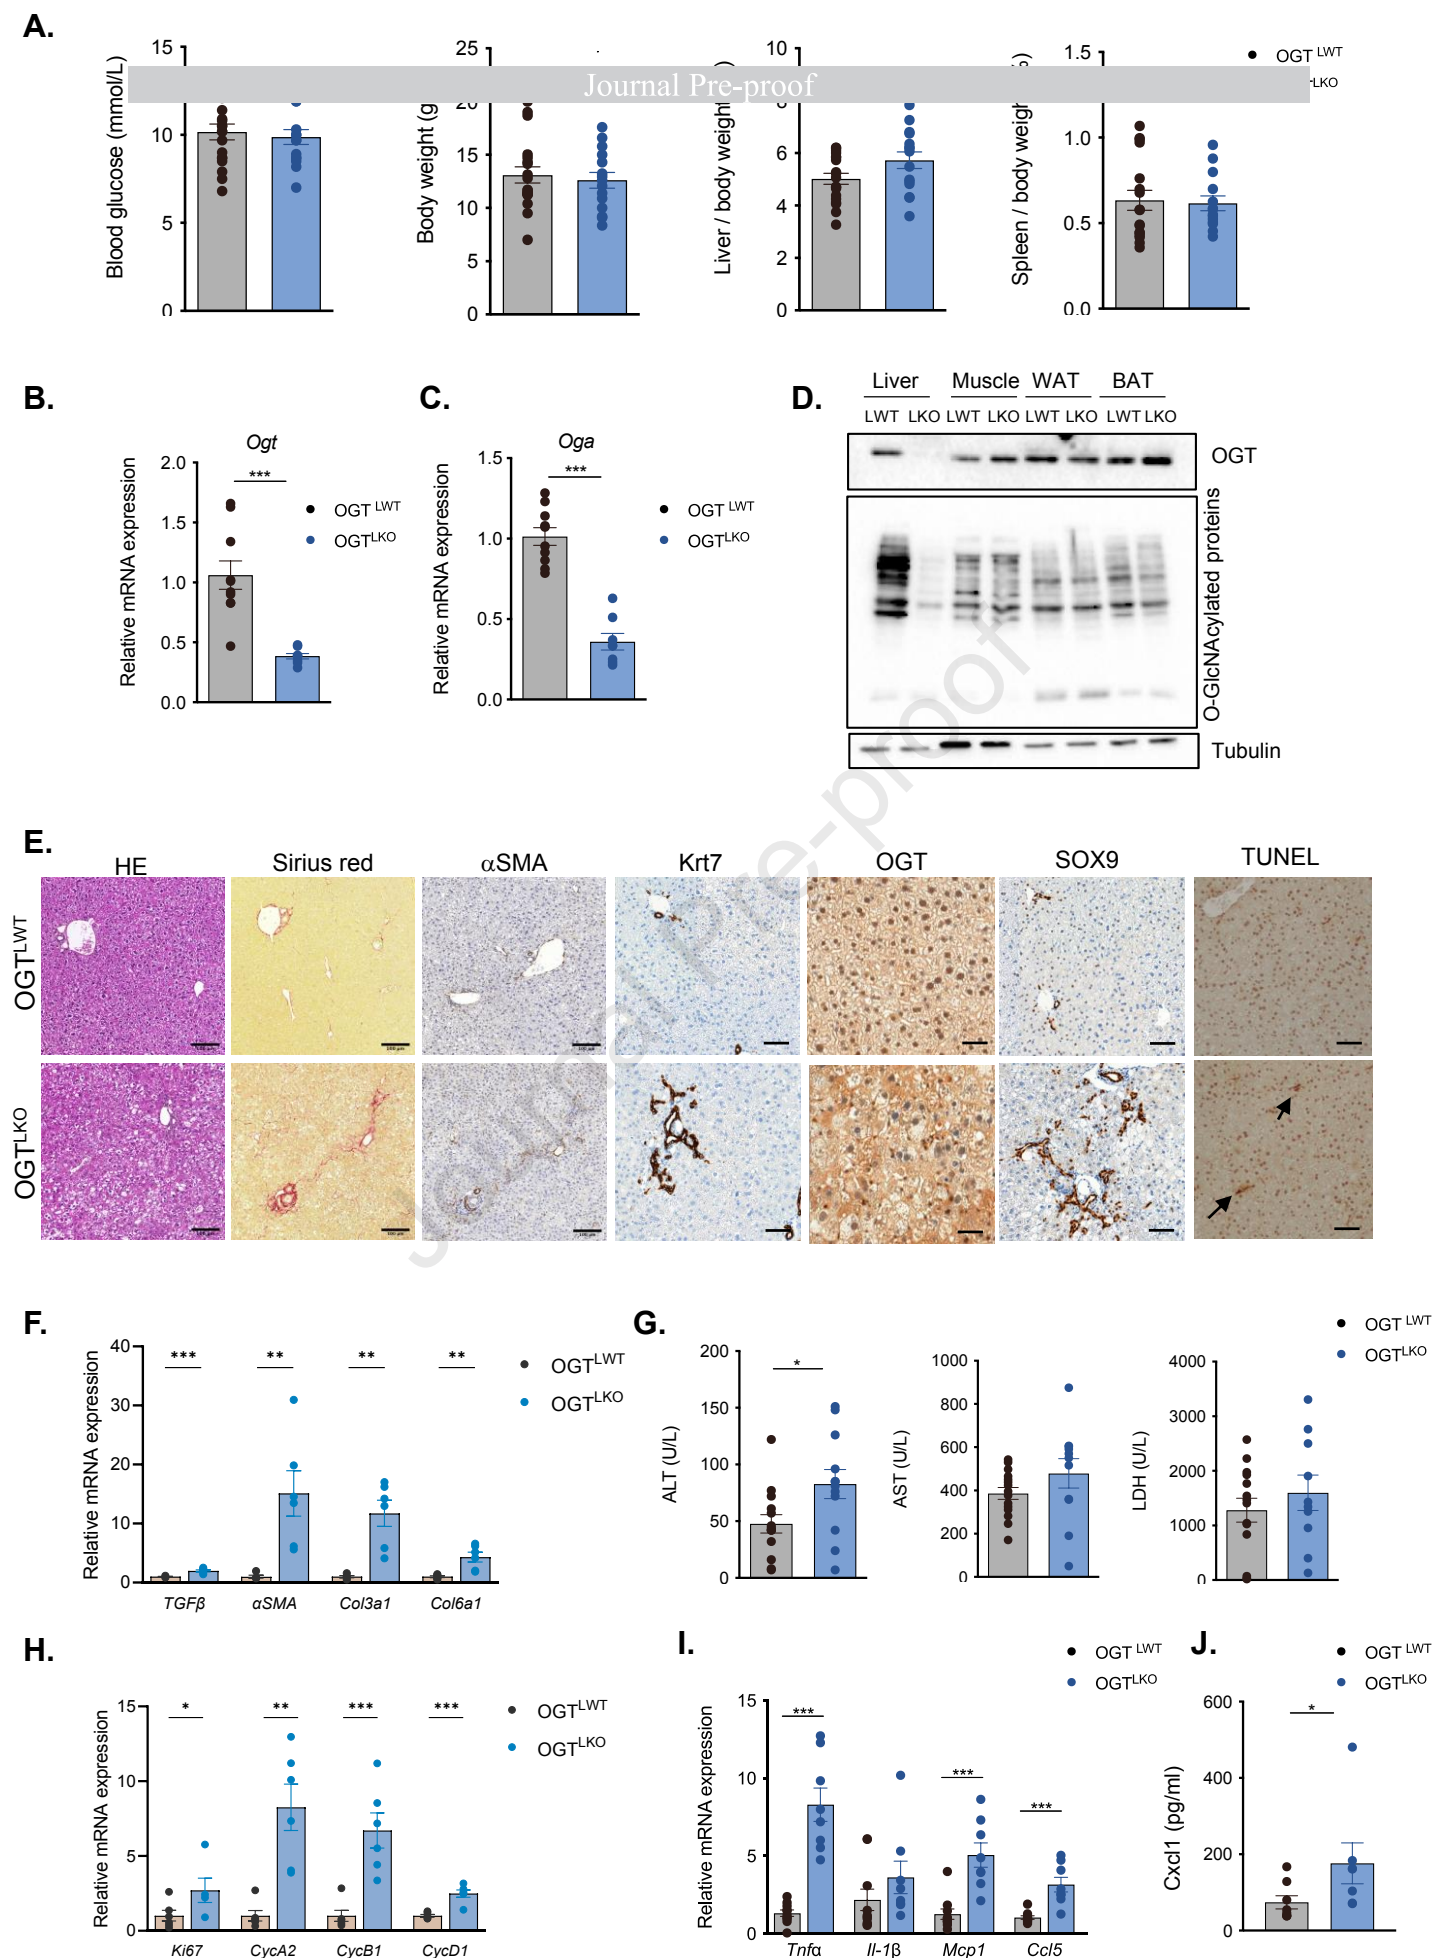 A.
Journal Pre-proof
Blood glucose (mmol/L)
15
10
5
0
Body weight (g
25
20
15
10
5
0
Liver / body weight
10
8
6
4
2
0
Spleen / body weight
1.5
1.0
0.5
0.0
OGT LWT
LKO
B.
Ogt
***
Relative mRNA expression
2.0
1.5
1.0
0.5
0.0
OGT LWT
OGTLKO
C.
Oga
***
Relative mRNA expression
1.5
1.0
0.5
0.0
OGT LWT
OGTLKO
D.
Liver Muscle WAT BAT
LWT LKO LWT LKO LWT LKO LWT LKO
OGT
O-GlcNAcylated proteins
Tubulin
Journal Pre-proof
E.
HE Sirius red αSMA Krt7 OGT SOX9 TUNEL
OGTLWT
OGTLKO
F.
Relative mRNA expression
40
30
20
10
0
*** ** ** **
TGFβ αSMA Col3a1 Col6a1
OGTLWT
OGTLKO
G.
OGT LWT
OGTLKO
ALT (U/L)
200
150
100
50
0
*
AST (U/L)
1000
800
600
400
200
0
LDH (U/L)
4000
3000
2000
1000
0
H.
Relative mRNA expression
15
10
5
0
* ** *** ***
Ki67 CycA2 CycB1 CycD1
OGTLWT
OGTLKO
I.
OGT LWT
OGTLKO
Relative mRNA expression
15
10
5
0
*** *** ***
Tnfα Il-1β Mcp1 Ccl5
J.
OGT LWT
OGTLKO
Cxcl1 (pg/ml)
600
400
200
0
*